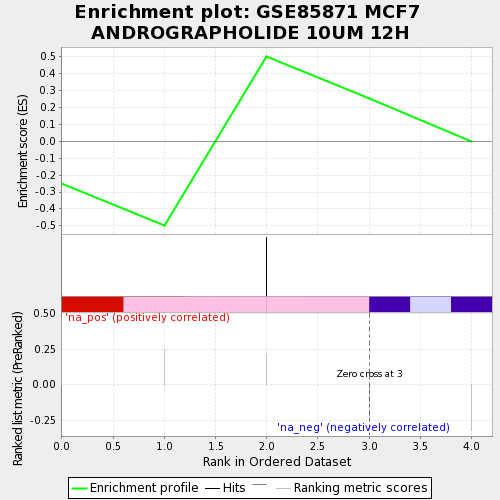 Enrichment plot: GSE85871 MCF7
ANDROGRAPHOLIDE 10UM 12H
Enrichment score (ES)
0.5
0.4
0.3
0.2
0.1
0.0
-0.1
-0.2
-0.3
-0.4
-0.5
Ranked list metric (PreRanked)
0.50
0.25
0.00
-0.25
'na_pos' (positively correlated)
Zero cross at 3
'na_neg' (negatively correlated)
0.0 0.5 1.0 1.5 2.0 2.5 3.0 3.5 4.0
Rank in Ordered Dataset
Enrichment profile Hits Ranking metric scores